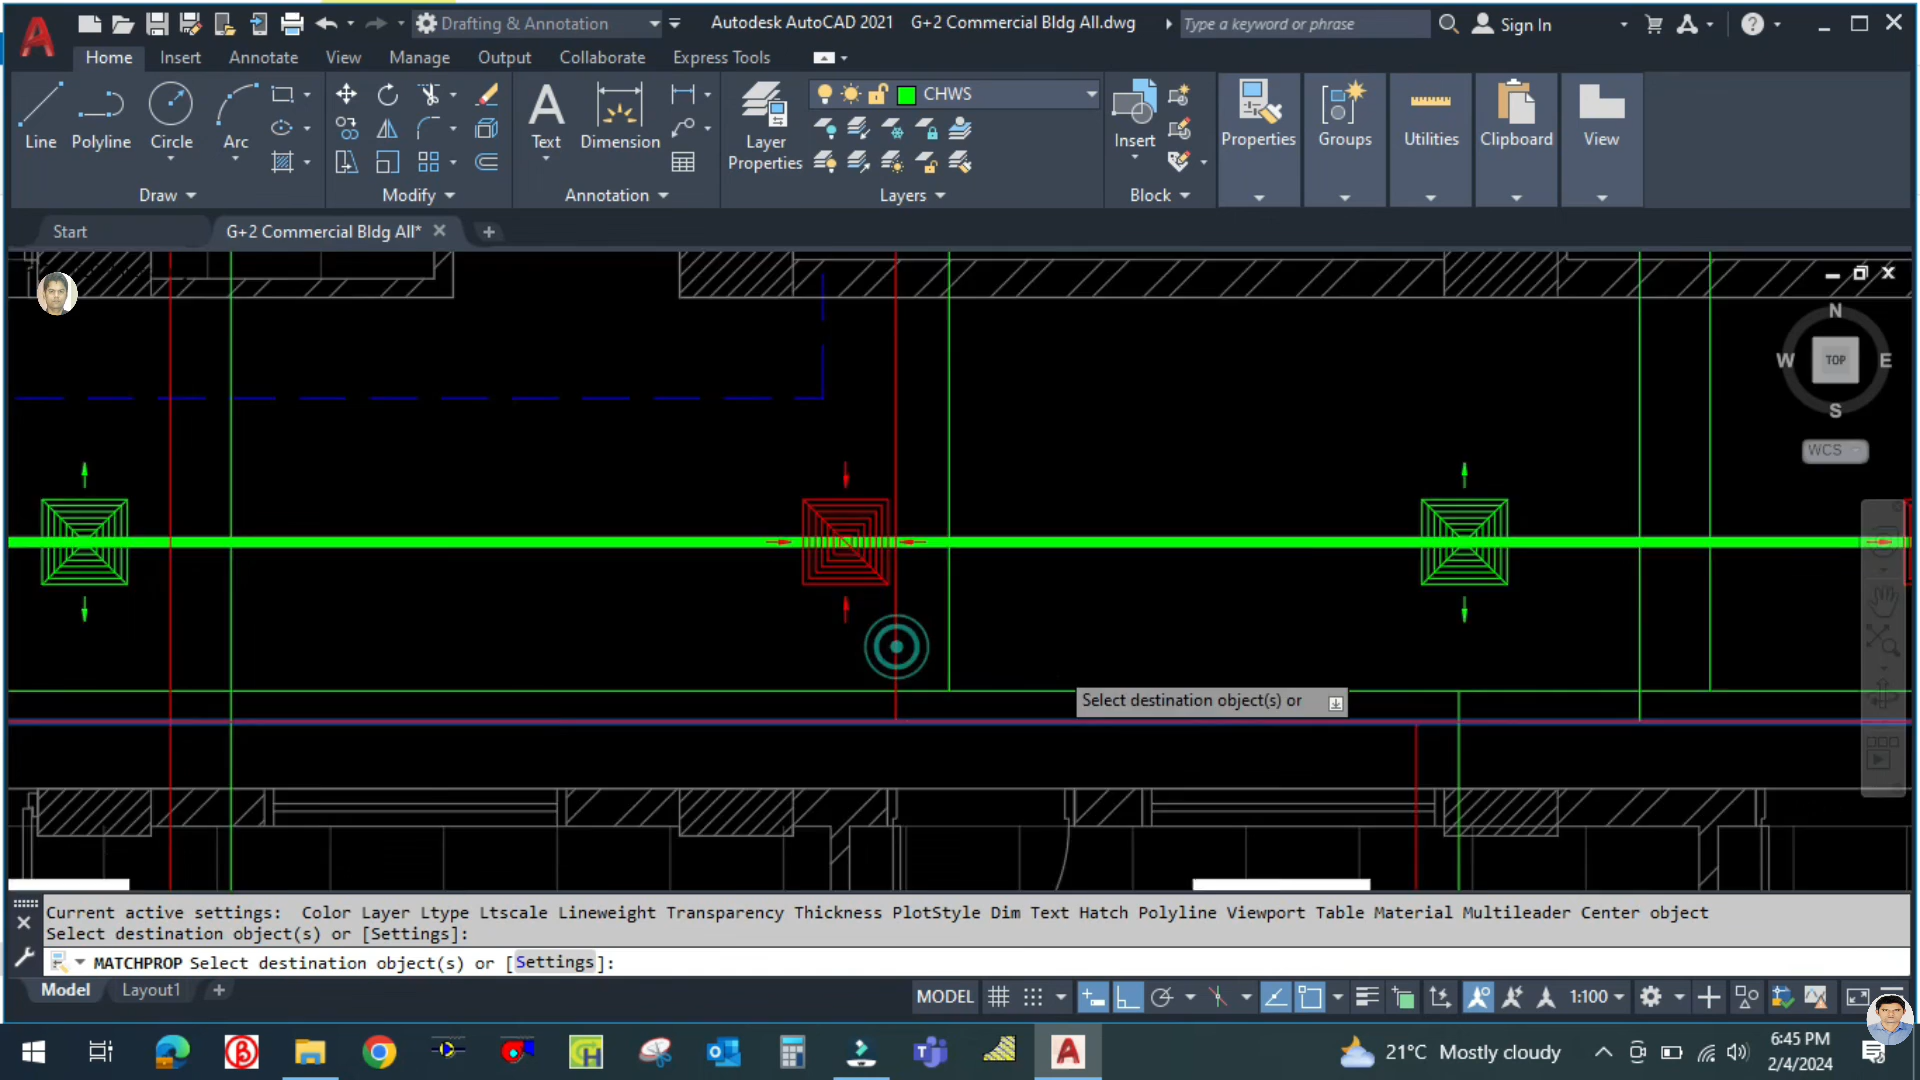 Drafting & Annotation
Autodesk AutoCAD 2021 G+2 Commercial Bldg All.dwg
Type a keyword or phrase
Sign In
Home Insert Annotate View Manage Output Collaborate Express Tools
CHWS
Line Polyline Circle Arc
Text Dimension
Layer
Properties
Insert
Properties Groups Utilities Clipboard View
Draw Modify Annotation Layers Block
Start G+2 Commercial Bldg All*
N
W TOP E
S
WCS
Select destination object(s) or
Current active settings: Color Layer Ltype Ltscale Lineweight Transparency Thickness PlotStyle Dim Text Hatch Polyline Viewport Table Material Multileader Center object
Select destination object(s) or [Settings]:
MATCHPROP Select destination object(s) or [Settings]:
Model Layout1
MODEL 1:100
21°C Mostly cloudy
6:45 PM
2/4/2024